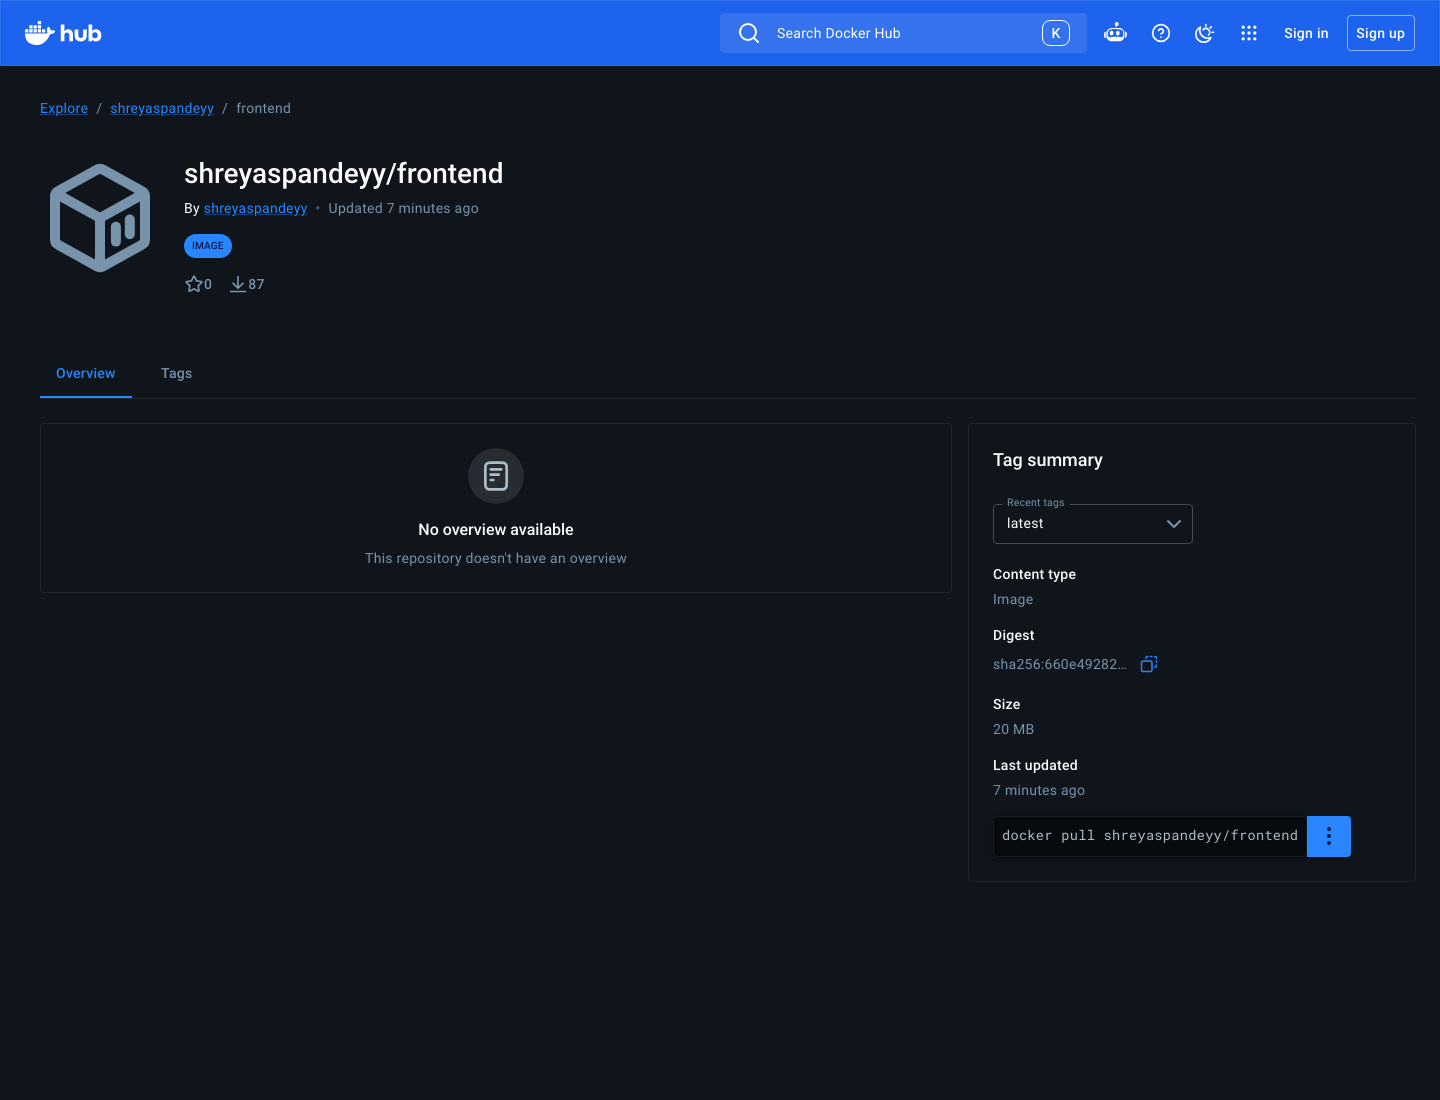 hub
Search Docker Hub
K
Sign in
Sign up
Explore / shreyaspandeyy / frontend
shreyaspandeyy/frontend
By shreyaspandeyy • Updated 7 minutes ago
IMAGE
0 87
Overview
Tags
No overview available
This repository doesn't have an overview
Tag summary
Recent tags
latest
Content type
Image
Digest
sha256:660e49282…
Size
20 MB
Last updated
7 minutes ago
docker pull shreyaspandeyy/frontend